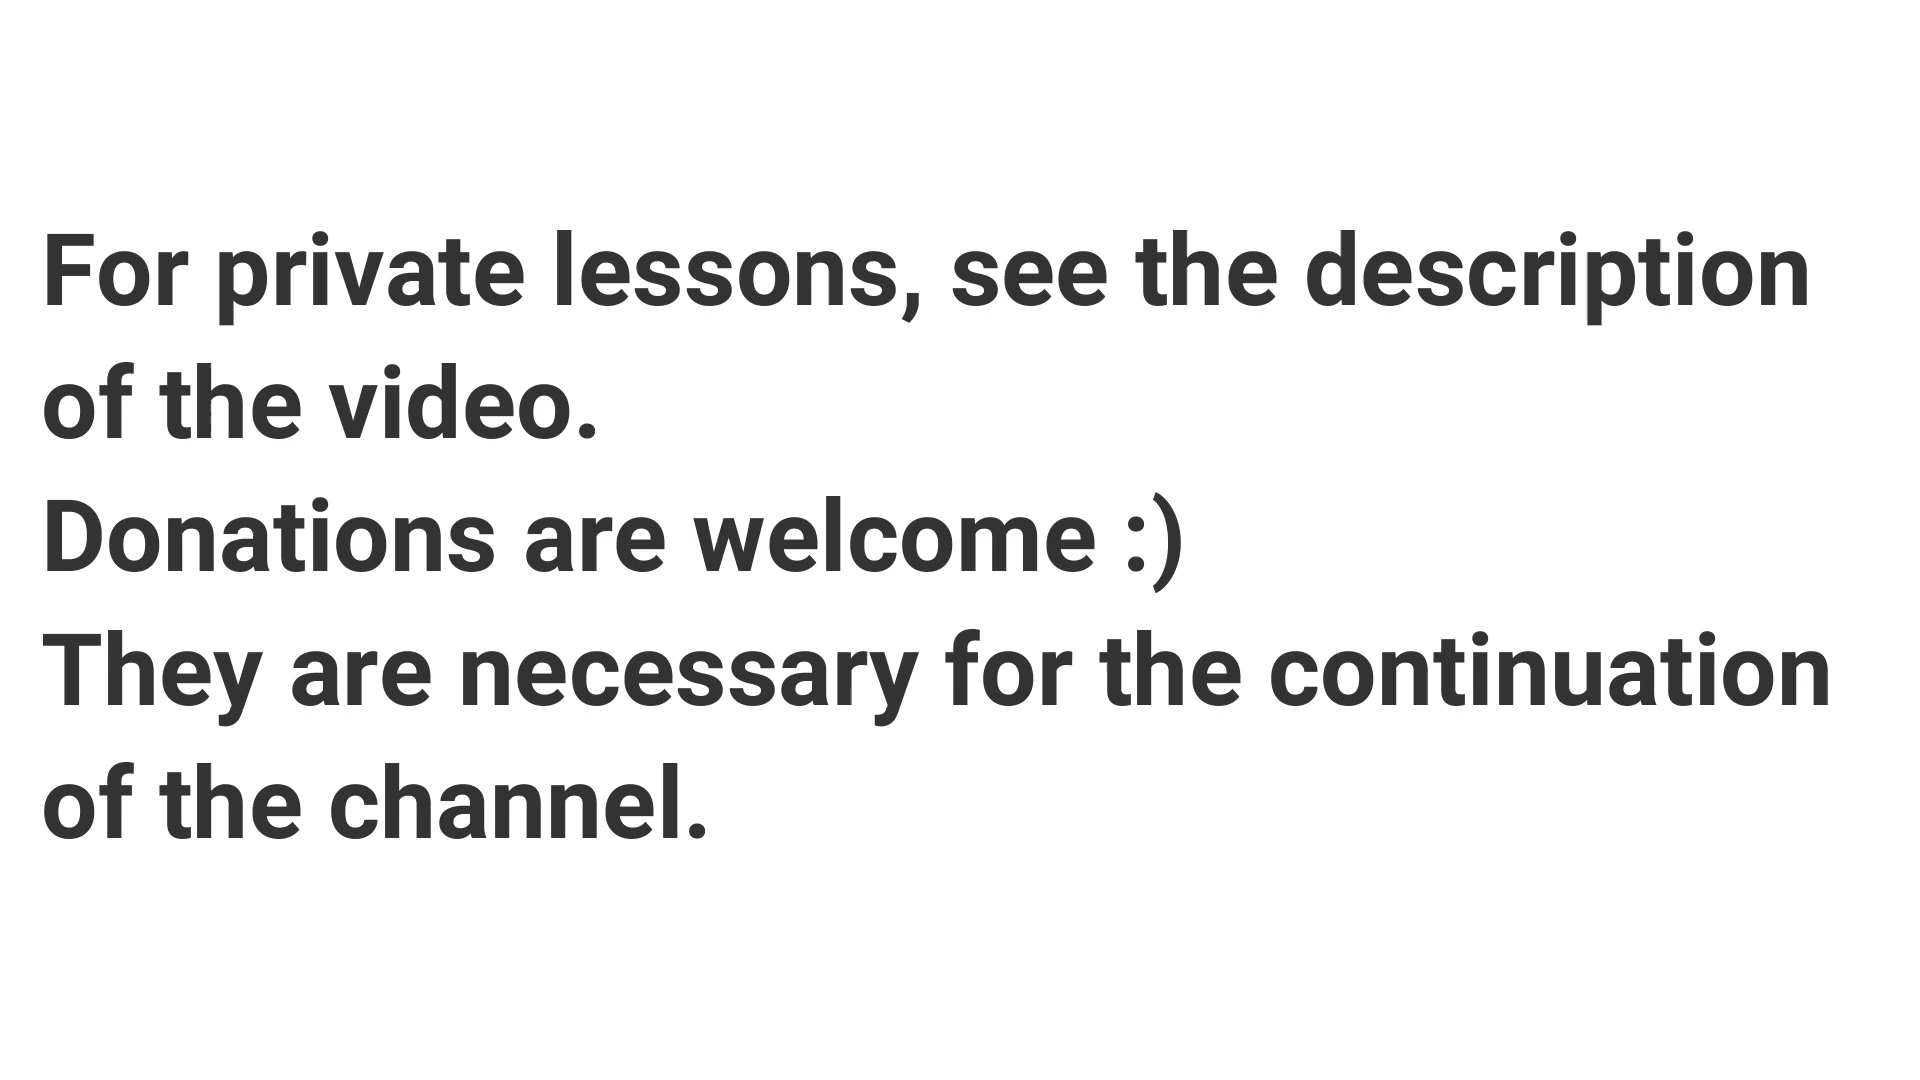 For private lessons, see the description
of the video.
Donations are welcome :)
They are necessary for the continuation
of the channel.